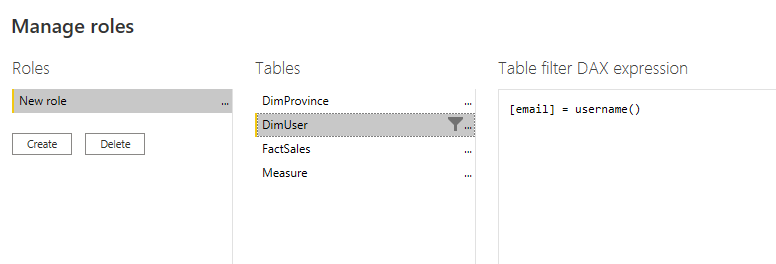 Manage roles
Roles
Tables
Table filter DAX expression
New role
...
Create
Delete
DimProvince
...
DimUser
...
FactSales
...
Measure
...
[email] = username()